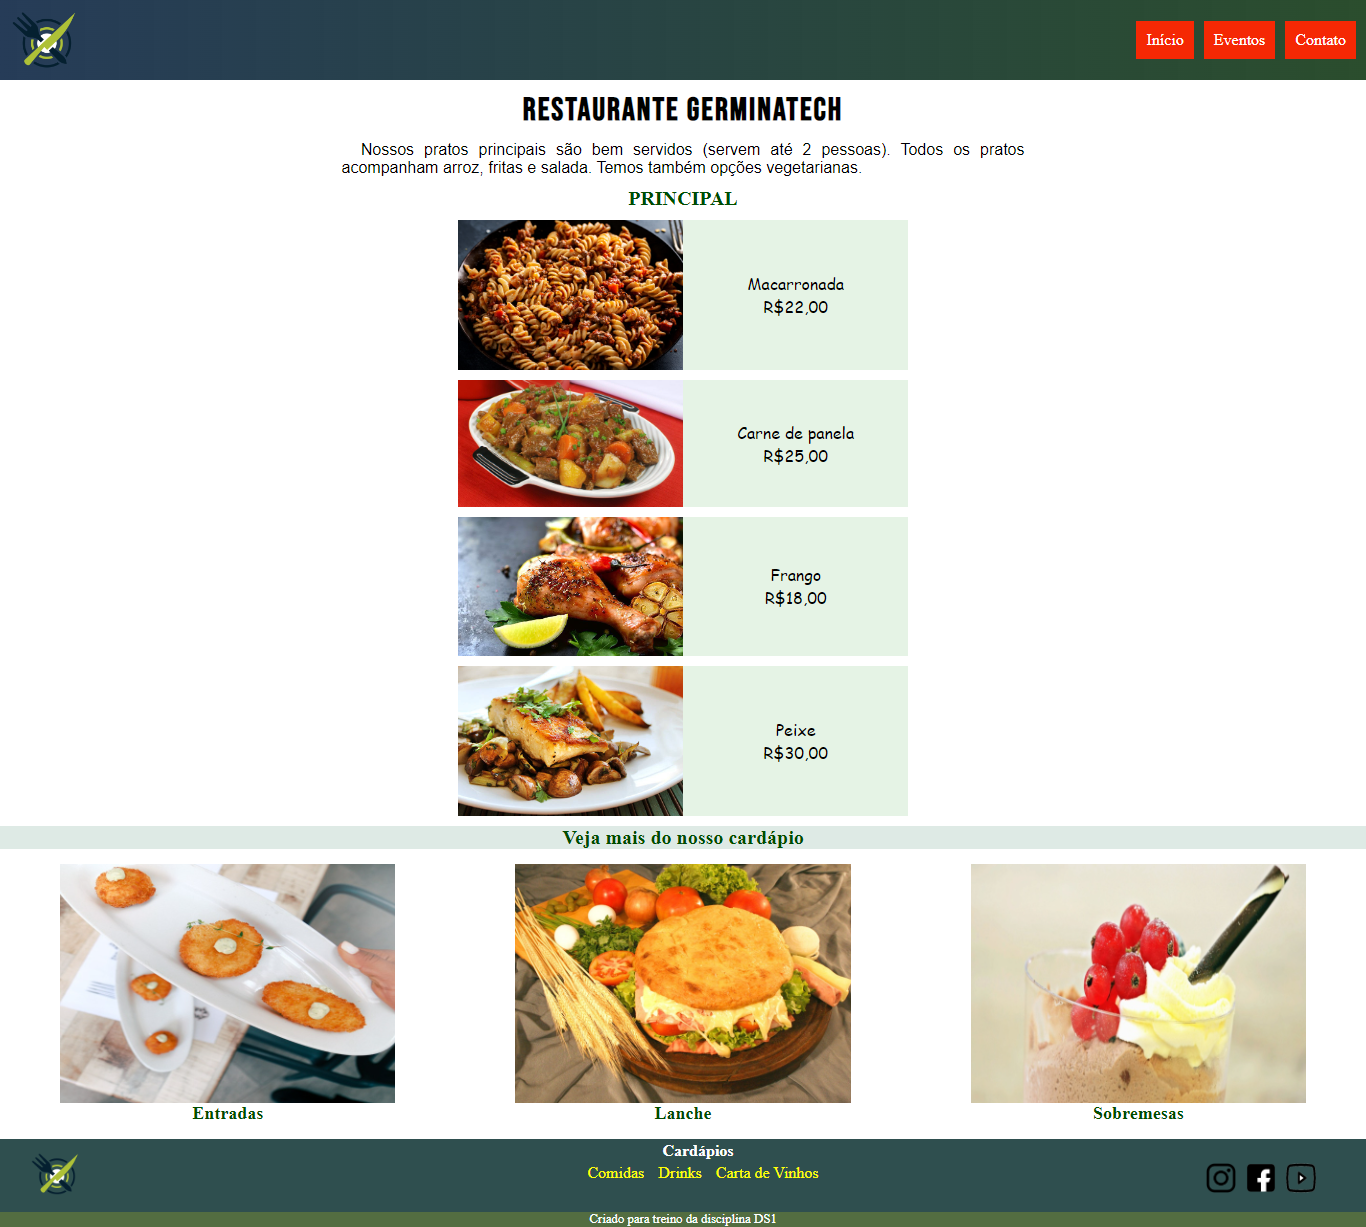 Início Eventos Contato
RESTAURANTE GERMINATECH
Nossos pratos principais são bem servidos (servem até 2 pessoas). Todos os pratos
acompanham arroz, fritas e salada. Temos também opções vegetarianas.
PRINCIPAL
Macarronada
R$22,00
Carne de panela
R$25,00
Frango
R$18,00
Peixe
R$30,00
Veja mais do nosso cardápio
Entradas
Lanche
Sobremesas
Cardápios
Comidas Drinks Carta de Vinhos
Criado para treino da disciplina DS1